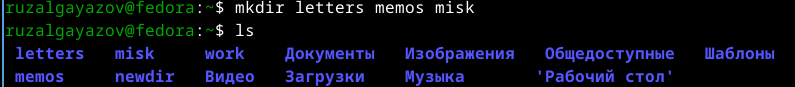 ruzalgayazov@fedora:~$ mkdir letters memos misk
ruzalgayazov@fedora:~$ ls
letters misk work Документы Изображения Общедоступные Шаблоны
memos newdir Видео Загрузки Музыка 'Рабочий стол'